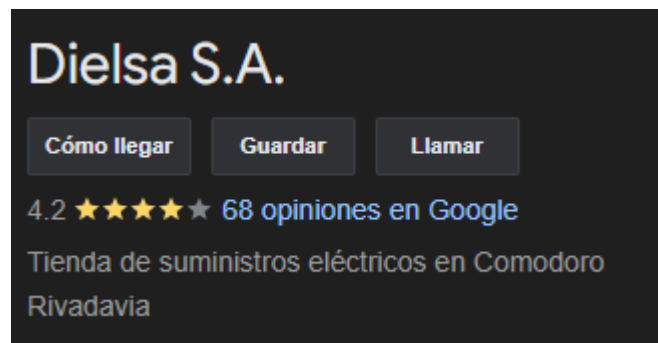 Dielsa S.A.
Cómo llegar Guardar Llamar
4.2 ★★★★★ 68 opiniones en Google
Tienda de suministros eléctricos en Comodoro
Rivadavia